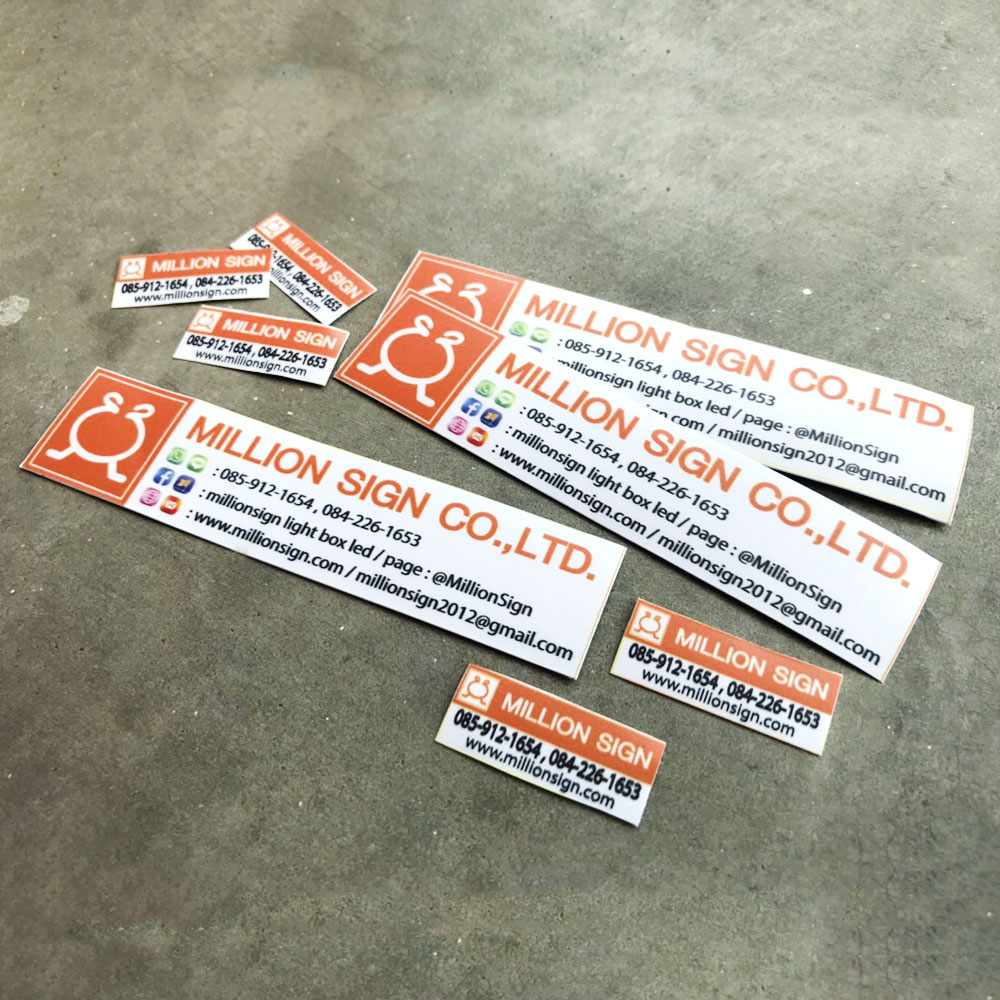 MILLION SIGN
085-912-1654, 084-226-1653
www.millionsign.com
MILLION SIGN
1654, 084-226-1653
millionsign.com
MILLION SIGN
085-912-1654, 084-226-1653
www.millionsign.com
MILLION SIGN CO.,LTD.
: 085-912-1654, 084-226-1653
millionsign light box led / page : @MillionSign
.com / millionsign2012@gmail.com
MILLION SIGN CO.,LTD.
: 085-912-1654, 084-226-1653
: millionsign light box led / page : @MillionSign
: www.millionsign.com / millionsign2012@gmail.com
MILLION SIGN CO.,LTD.
: 085-912-1654, 084-226-1653
: millionsign light box led / page : @MillionSign
: www.millionsign.com / millionsign2012@gmail.com
MILLION SIGN
085-912-1654, 084-226-1653
www.millionsign.com
MILLION SIGN
085-912-1654, 084-226-1653
www.millionsign.com